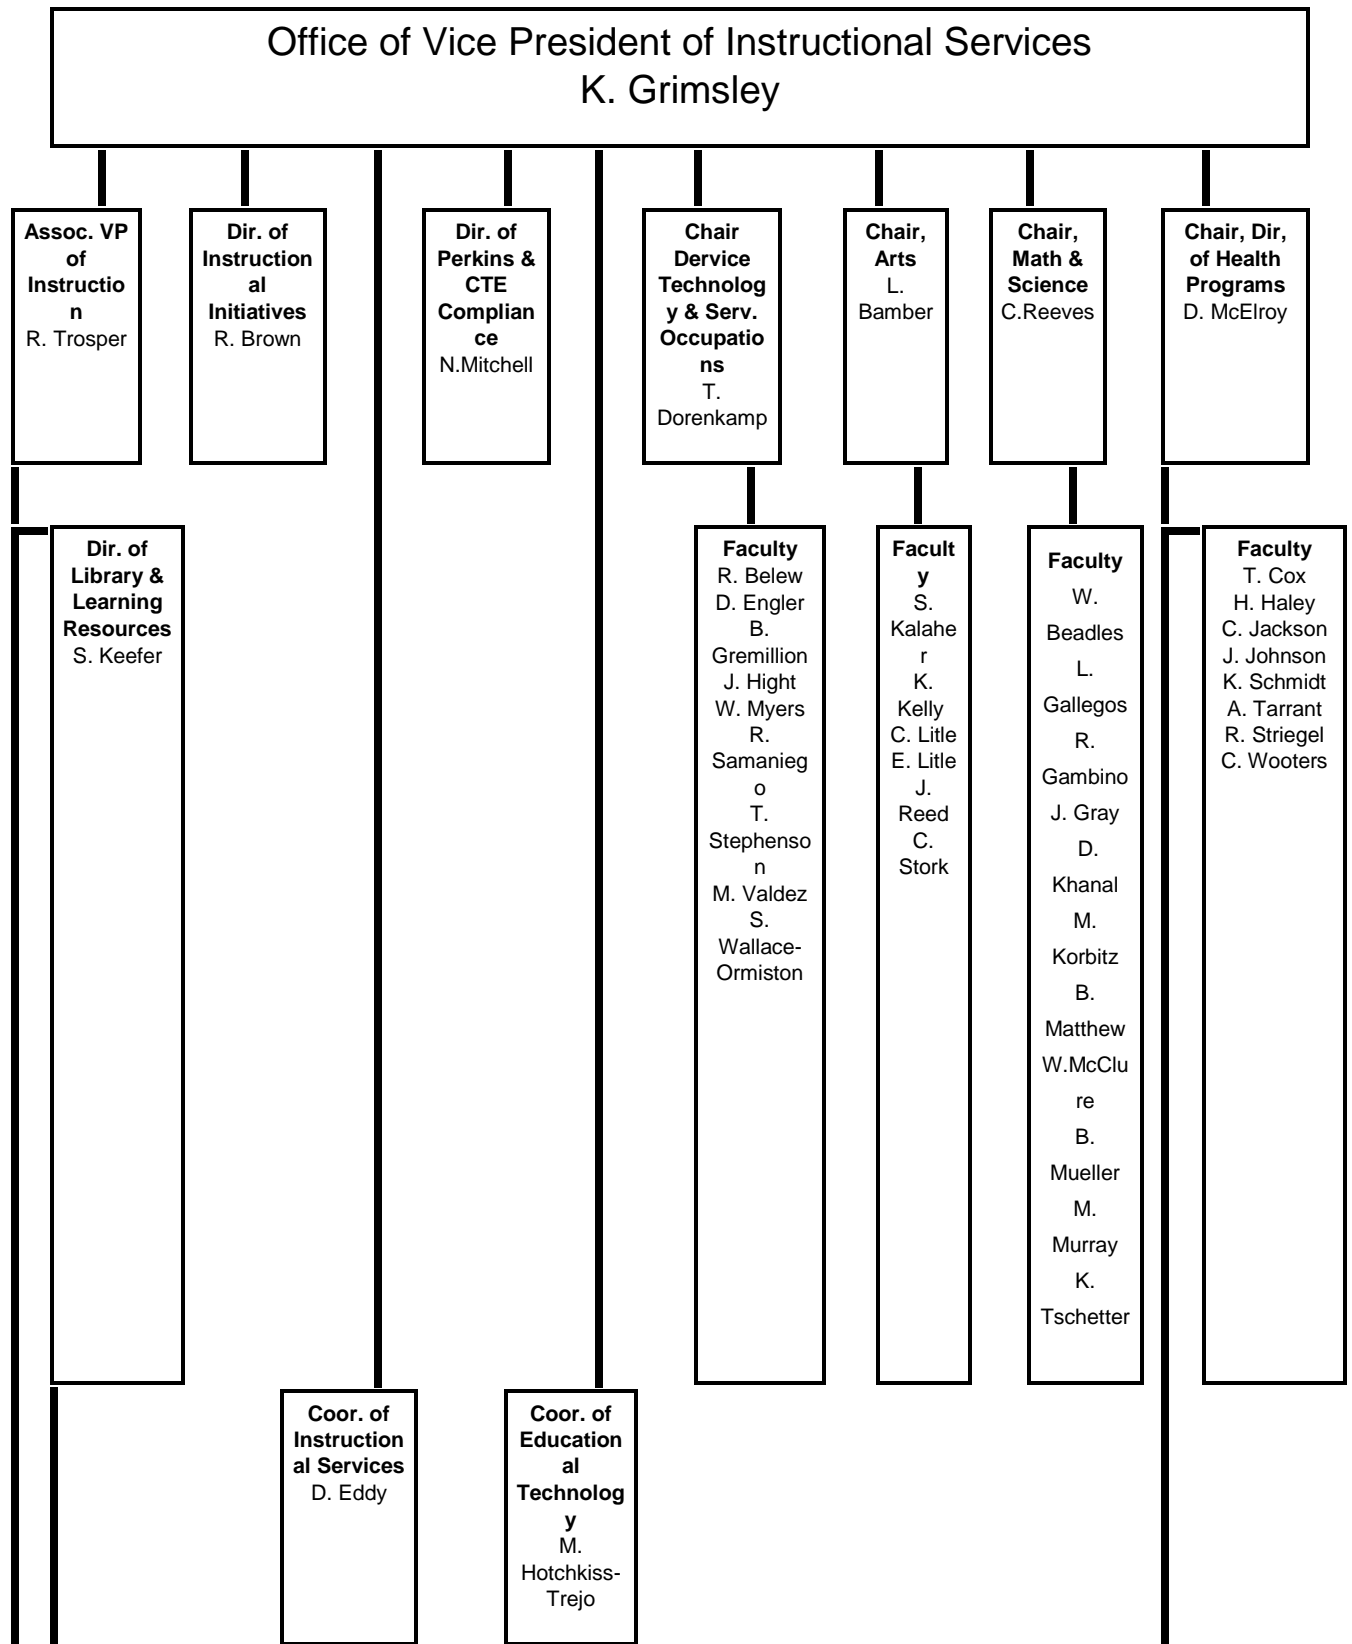 Office of Vice President of Instructional Services
K. Grimsley
Assoc. VP
of
Instructio
n
R. Trosper
Dir. of
Instruction
al
Initiatives
R. Brown
Dir. of
Perkins &
CTE
Complian
ce
N.Mitchell
Chair
Dervice
Technolog
y & Serv.
Occupatio
ns
T.
Dorenkamp
Chair,
Arts
L.
Bamber
Chair,
Math &
Science
C.Reeves
Chair, Dir,
of Health
Programs
D. McElroy
Dir. of
Library &
Learning
Resources
S. Keefer
Faculty
R. Belew
D. Engler
B.
Gremillion
J. Hight
W. Myers
R.
Samanieg
o
T.
Stephenso
n
M. Valdez
S.
Wallace-
Ormiston
Facult
y
S.
Kalahe
r
K.
Kelly
C. Litle
E. Litle
J.
Reed
C.
Stork
Faculty
W.
Beadles
L.
Gallegos
R.
Gambino
J. Gray
D.
Khanal
M.
Korbitz
B.
Matthew
W.McClu
re
B.
Mueller
M.
Murray
K.
Tschetter
Faculty
T. Cox
H. Haley
C. Jackson
J. Johnson
K. Schmidt
A. Tarrant
R. Striegel
C. Wooters
Coor. of
Instruction
al Services
D. Eddy
Coor. of
Education
al
Technolog
y
M.
Hotchkiss-
Trejo